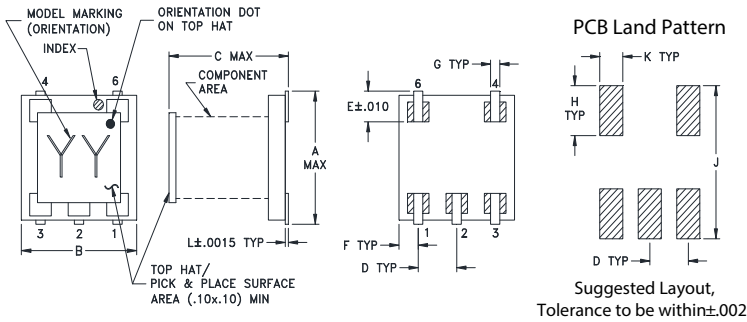 MODEL MARKING
(ORIENTATION)
INDEX
ORIENTATION DOT
ON TOP HAT
4
6
YY
3
2
1
B
C MAX
COMPONENT
AREA
A
MAX
L±.0015 TYP
TOP HAT/
PICK & PLACE SURFACE
AREA (.10x.10) MIN
G TYP
6
4
E±.010
1
2
3
F TYP
D TYP
PCB Land Pattern
K TYP
H
TYP
J
D TYP
Suggested Layout,
Tolerance to be within±.002